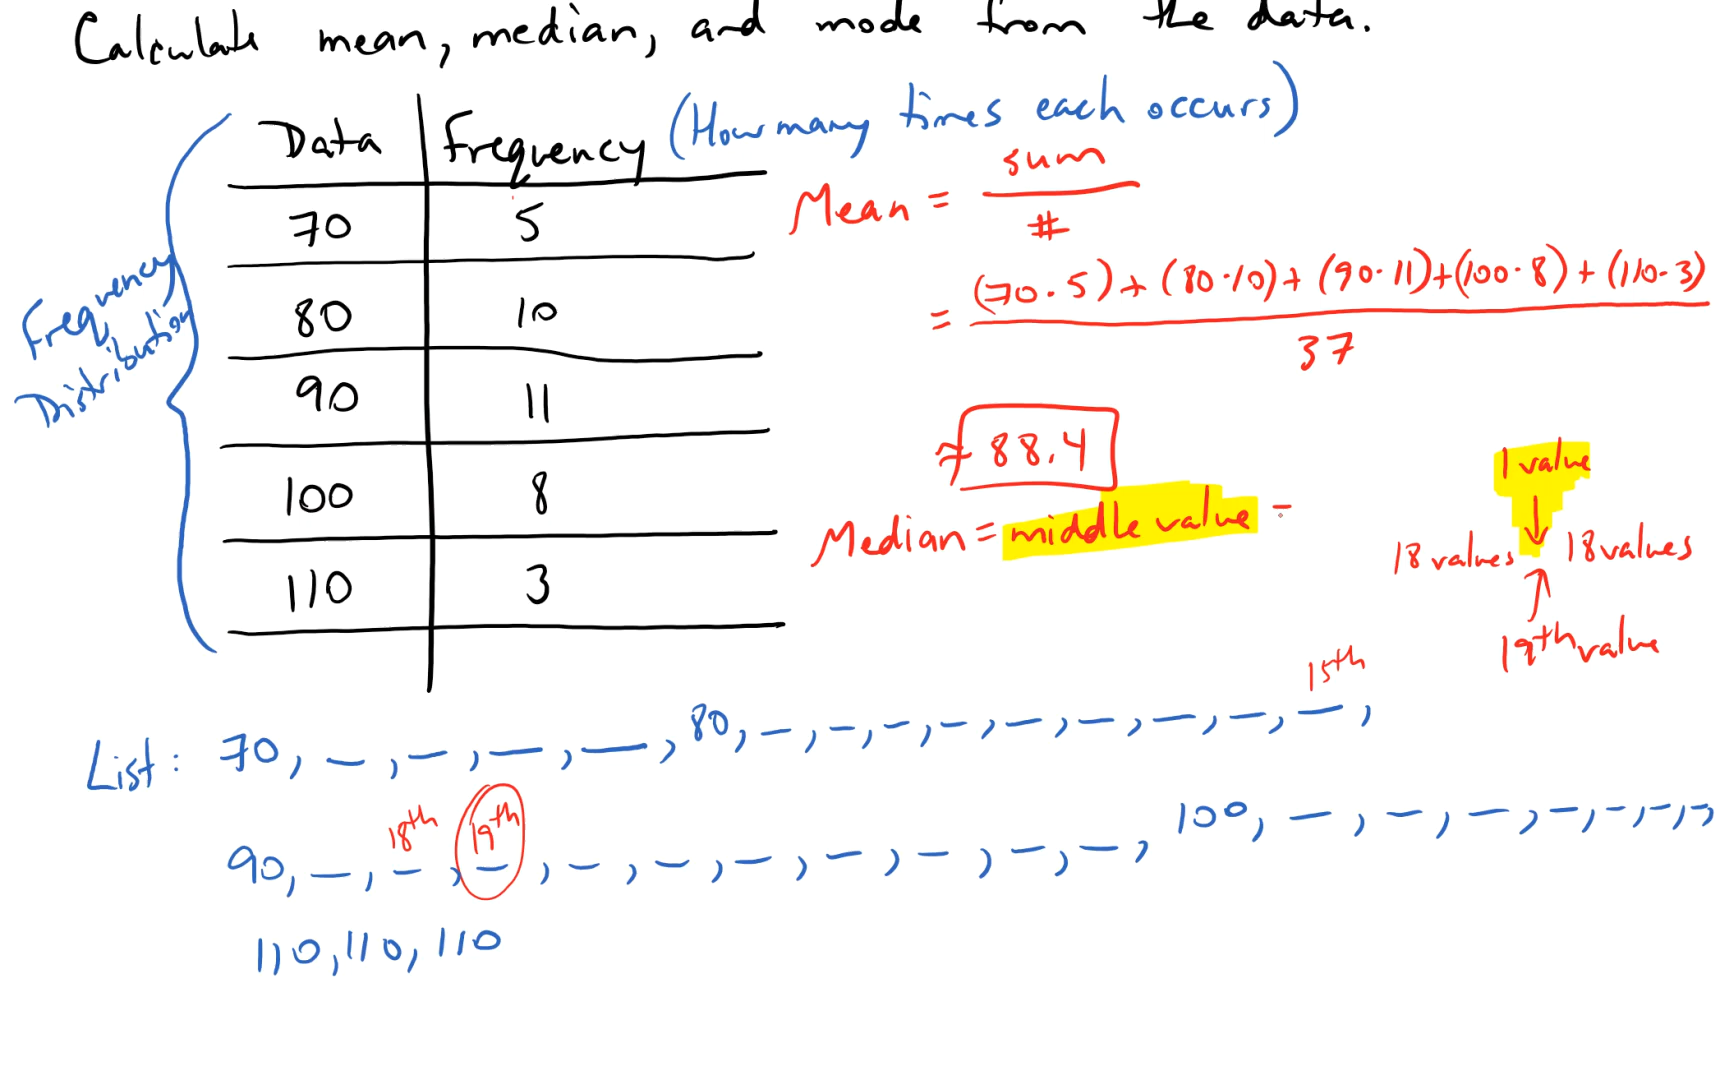 Calculate mean, median, and mode from the data.
Data Frequency (How many times each occurs)
70 5
80 10
90 11
100 8
110 3
Frequency
Distribution
Mean = sum
#
= (70·5)+(80·10)+(90·11)+(100·8)+(110·3)
37
≈ 88.4
Median = middle value =
1 value
↓
18 values 18 values
↑
19th value
15th
List: 70, _, _, _, _, 80, _, _, _, _, _, _, _, _, _,
18th 19th
90, _, _, _, _, _, _, _, _, _, _, 100, _, _, _, _, _, _, _,
110, 110, 110